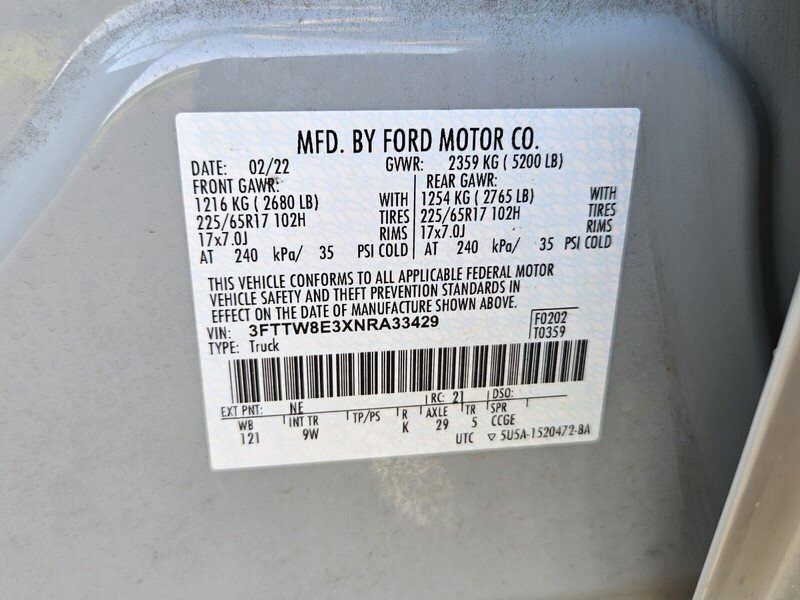 MFD. BY FORD MOTOR CO.
DATE: 02/22 GVWR: 2359 KG ( 5200 LB)
FRONT GAWR: REAR GAWR:
1216 KG ( 2680 LB) WITH 1254 KG ( 2765 LB) WITH
225/65R17 102H TIRES 225/65R17 102H TIRES
17x7.0J RIMS 17x7.0J RIMS
AT 240 kPa/ 35 PSI COLD AT 240 kPa/ 35 PSI COLD
THIS VEHICLE CONFORMS TO ALL APPLICABLE FEDERAL MOTOR
VEHICLE SAFETY AND THEFT PREVENTION STANDARDS IN
EFFECT ON THE DATE OF MANUFACTURE SHOWN ABOVE.
VIN: 3FTTW8E3XNRA33429 F0202
TYPE: Truck T0359
EXT PNT: NE RC: 21 DSO:
WB INT TR TP/PS R AXLE TR SPR
121 9W K 29 5 CCGE
UTC ▽ 5U5A-1520472-BA